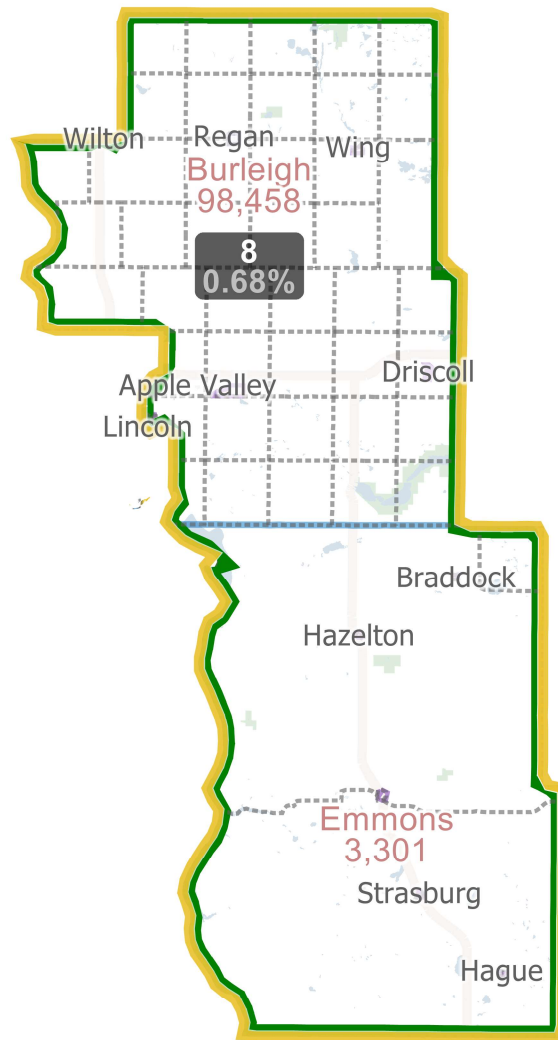 Wilton
Regan
Wing
Burleigh
98,458
8
0.68%
Driscoll
Apple Valley
Lincoln
Braddock
Hazelton
Emmons
3,301
Strasburg
Hague